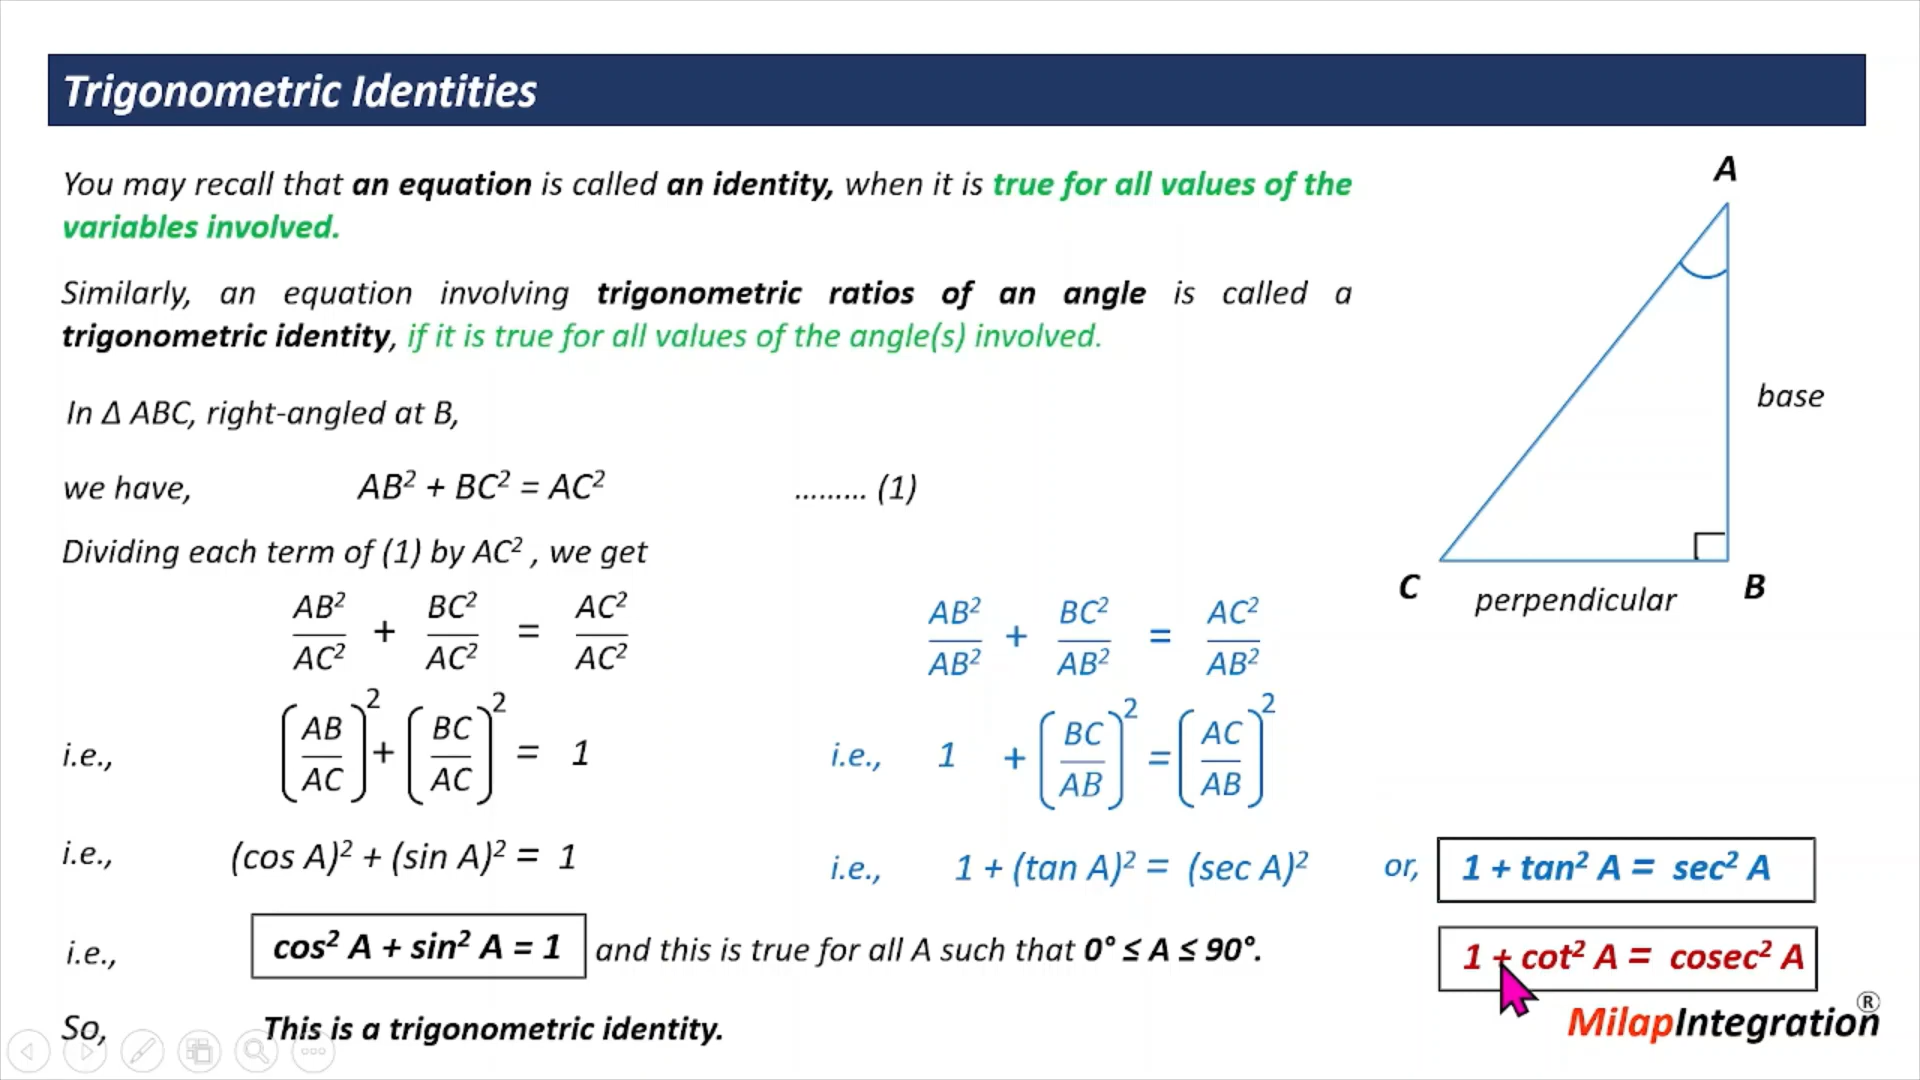 Trigonometric Identities
You may recall that an equation is called an identity, when it is true for all values of the
variables involved.
Similarly, an equation involving trigonometric ratios of an angle is called a
trigonometric identity, if it is true for all values of the angle(s) involved.
In Δ ABC, right-angled at B,
we have, AB² + BC² = AC² ......... (1)
Dividing each term of (1) by AC² , we get
AB²/AC² + BC²/AC² = AC²/AC²
i.e., (AB/AC)² + (BC/AC)² = 1
i.e., (cos A)² + (sin A)² = 1
i.e., cos² A + sin² A = 1 and this is true for all A such that 0° ≤ A ≤ 90°.
So, This is a trigonometric identity.
AB²/AB² + BC²/AB² = AC²/AB²
i.e., 1 + (BC/AB)² = (AC/AB)²
i.e., 1 + (tan A)² = (sec A)² or, 1 + tan² A = sec² A
1 + cot² A = cosec² A
A
base
C
perpendicular
B
MilapIntegration®